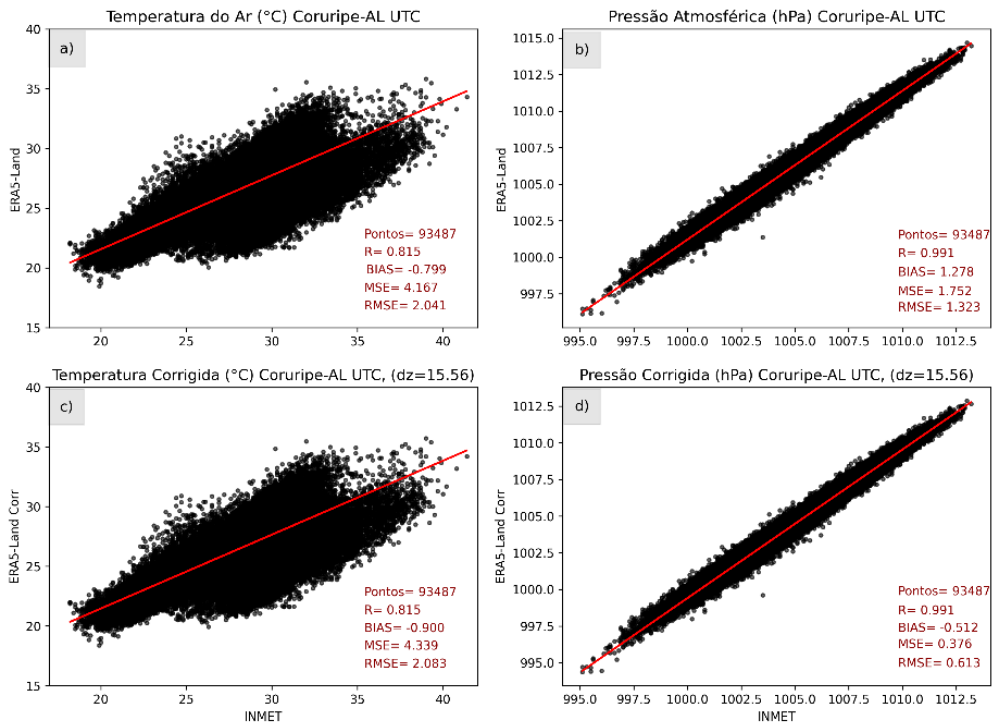 Temperatura do Ar (°C) Coruripe-AL UTC
a)
40
35
30
25
20
15
ERA5-Land
20
25
30
35
40
Pontos= 93487
R= 0.815
BIAS= -0.799
MSE= 4.167
RMSE= 2.041
Pressão Atmosférica (hPa) Coruripe-AL UTC
b)
1015.0
1012.5
1010.0
1007.5
1005.0
1002.5
1000.0
997.5
ERA5-Land
995.0
997.5
1000.0
1002.5
1005.0
1007.5
1010.0
1012.5
Pontos= 93487
R= 0.991
BIAS= 1.278
MSE= 1.752
RMSE= 1.323
Temperatura Corrigida (°C) Coruripe-AL UTC, (dz=15.56)
c)
40
35
30
25
20
15
ERA5-Land Corr
20
25
30
35
40
INMET
Pontos= 93487
R= 0.815
BIAS= -0.900
MSE= 4.339
RMSE= 2.083
Pressão Corrigida (hPa) Coruripe-AL UTC, (dz=15.56)
d)
1012.5
1010.0
1007.5
1005.0
1002.5
1000.0
997.5
995.0
ERA5-Land Corr
995.0
997.5
1000.0
1002.5
1005.0
1007.5
1010.0
1012.5
INMET
Pontos= 93487
R= 0.991
BIAS= -0.512
MSE= 0.376
RMSE= 0.613